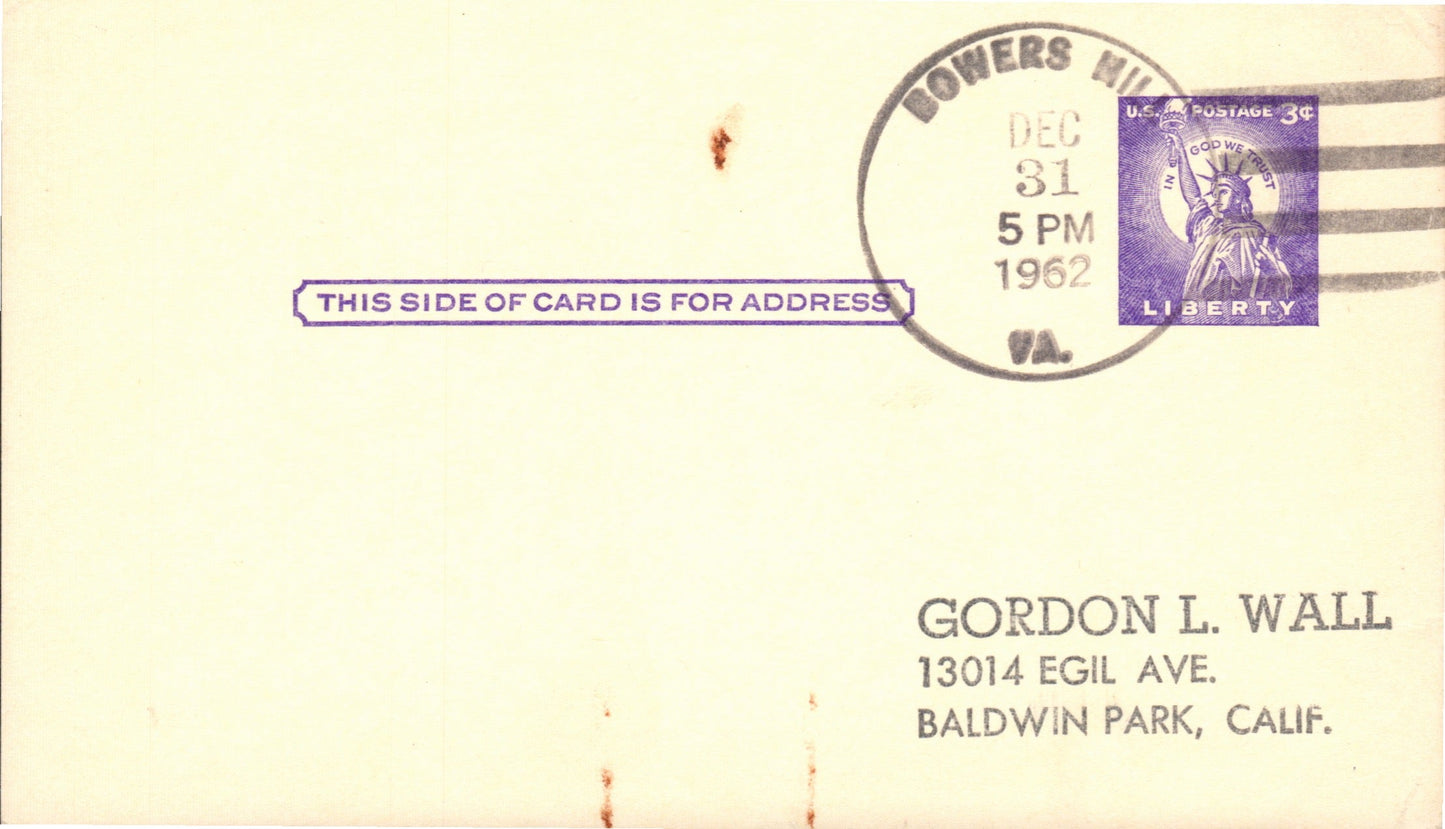 BOWERS
DEC
31
5 PM
1962
VA.
U.S. POSTAGE 3¢
IN GOD WE TRUST
LIBERTY
THIS SIDE OF CARD IS FOR ADDRESS
GORDON L. WALL
13014 EGIL AVE.
BALDWIN PARK, CALIF.